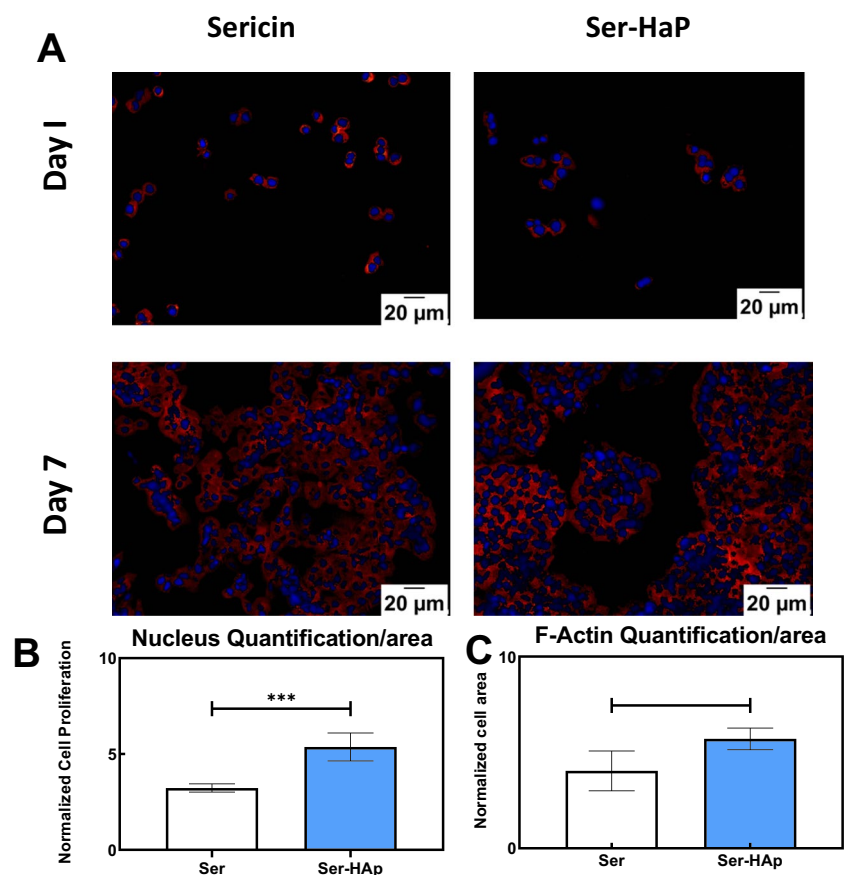 A
Sericin
Ser-HaP
Day I
20 µm
20 µm
Day 7
20 µm
20 µm
B
Nucleus Quantification/area
Normalized Cell Proliferation
10
5
0
***
Ser
Ser-HAp
C
F-Actin Quantification/area
Normalized cell area
10
5
0
Ser
Ser-HAp